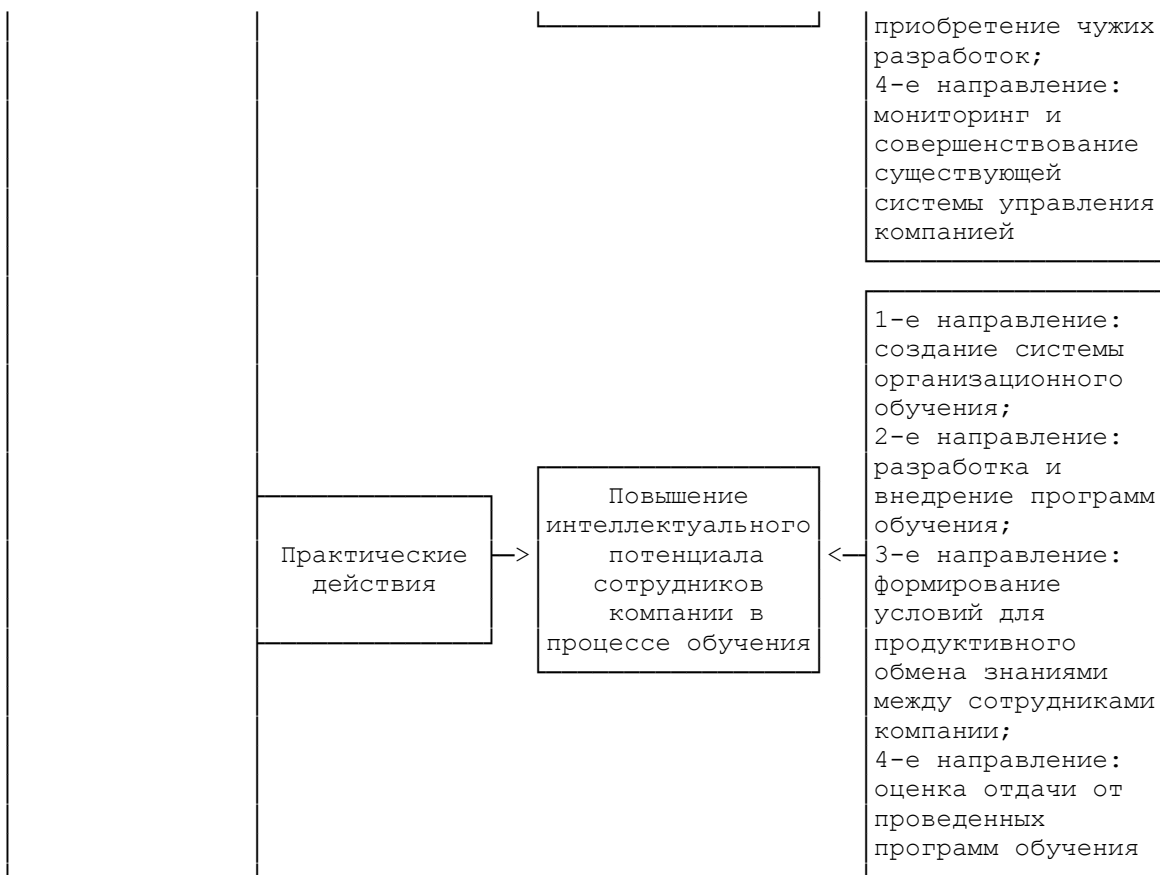 приобретение чужих
разработок;
4-е направление:
мониторинг и
совершенствование
существующей
системы управления
компанией
Практические
действия
Повышение
интеллектуального
потенциала
сотрудников
компании в
процессе обучения
1-е направление:
создание системы
организационного
обучения;
2-е направление:
разработка и
внедрение программ
обучения;
3-е направление:
формирование
условий для
продуктивного
обмена знаниями
между сотрудниками
компании;
4-е направление:
оценка отдачи от
проведенных
программ обучения